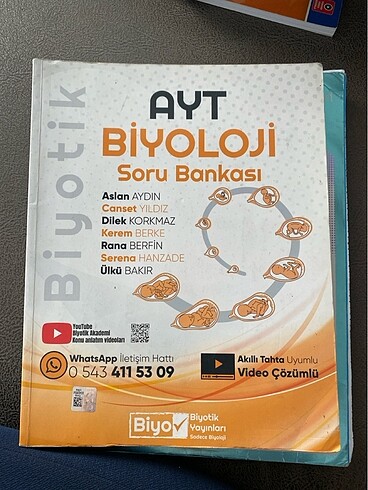 Biyotik
AYT
BİYOLOJİ
Soru Bankası
Aslan AYDIN
Canset YILDIZ
Dilek KORKMAZ
Kerem BERKE
Rana BERFİN
Serena HANZADE
Ülkü BAKIR
YouTube
Biyotik Akademi
Konu anlatım videoları
WhatsApp İletişim Hattı
0 543 411 53 09
Akıllı Tahta Uyumlu
Video Çözümlü
Biyo
Biyotik
Yayınları
Sadece Biyoloji